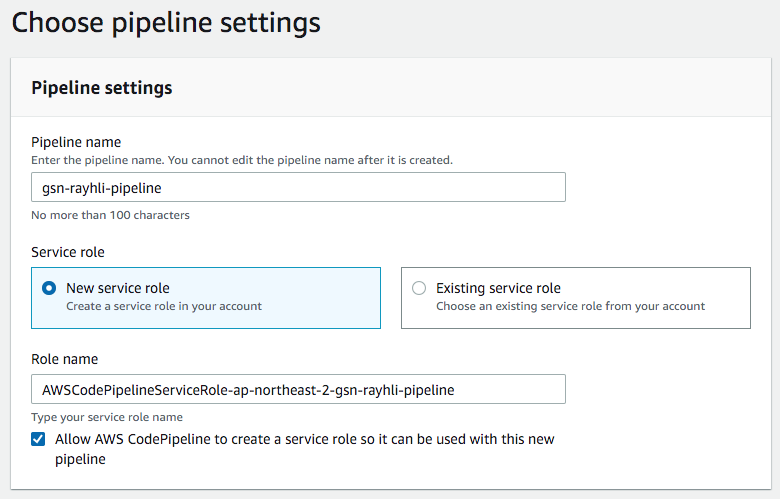 Choose pipeline settings
Pipeline settings
Pipeline name
Enter the pipeline name. You cannot edit the pipeline name after it is created.
gsn-rayhli-pipeline
No more than 100 characters
Service role
New service role
Create a service role in your account
Existing service role
Choose an existing service role from your account
Role name
AWSCodePipelineServiceRole-ap-northeast-2-gsn-rayhli-pipeline
Type your service role name
Allow AWS CodePipeline to create a service role so it can be used with this new
pipeline